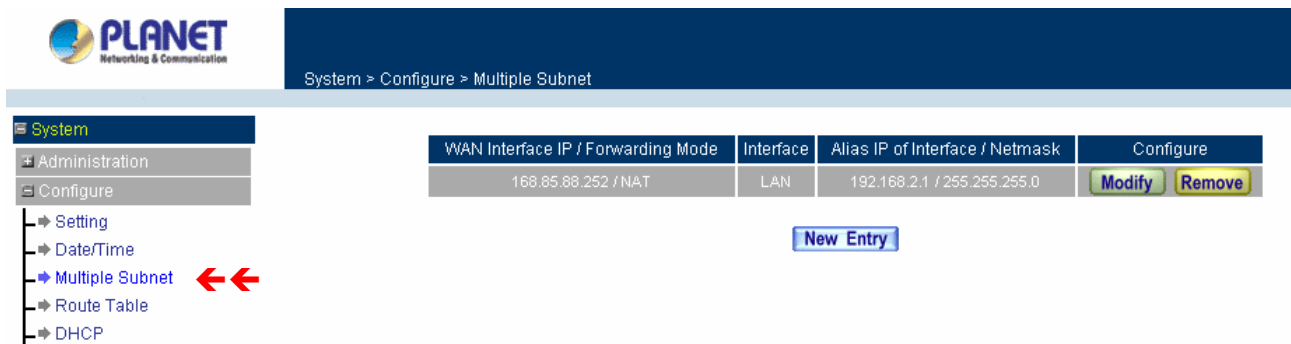 PLANET
Networking & Communication
System > Configure > Multiple Subnet
System
Administration
Configure
Setting
Date/Time
Multiple Subnet
Route Table
DHCP
WAN Interface IP / Forwarding Mode Interface Alias IP of Interface / Netmask Configure
168.85.88.252 / NAT LAN 192.168.2.1 / 255.255.255.0 Modify Remove
New Entry